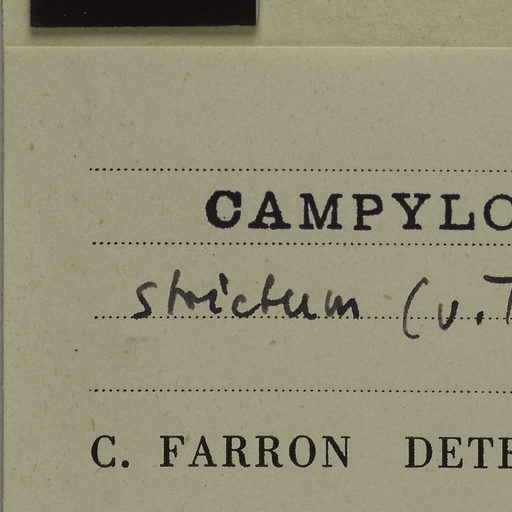 CAMPYLO
strictum (v. T
C. FARRON DETE